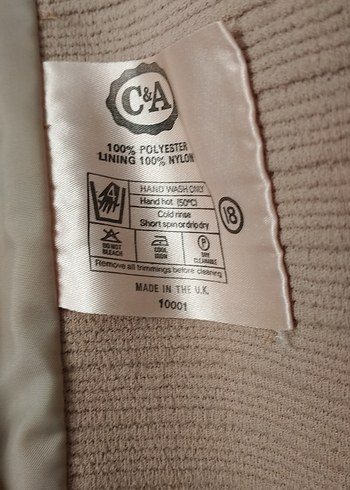 C&A
100% POLYESTER
LINING 100% NYLON
HAND WASH ONLY
Hand hot (50°C)
Cold rinse
Short spin or drip dry
18
DO NOT BLEACH
COOL IRON
P
DRY CLEANABLE
Remove all trimmings before cleaning
MADE IN THE U.K.
10001